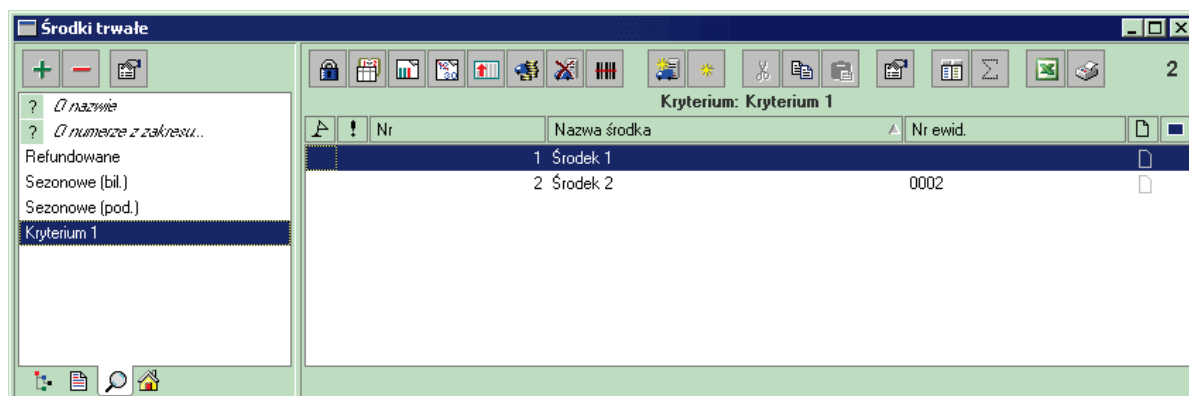 Środki trwałe
2
Kryterium: Kryterium 1
? O nazwie
? O numerze z zakresu...
Refundowane
Sezonowe (bil.)
Sezonowe (pod.)
Kryterium 1
! Nr Nazwa środka Nr ewid.
1 Środek 1
2 Środek 2 0002